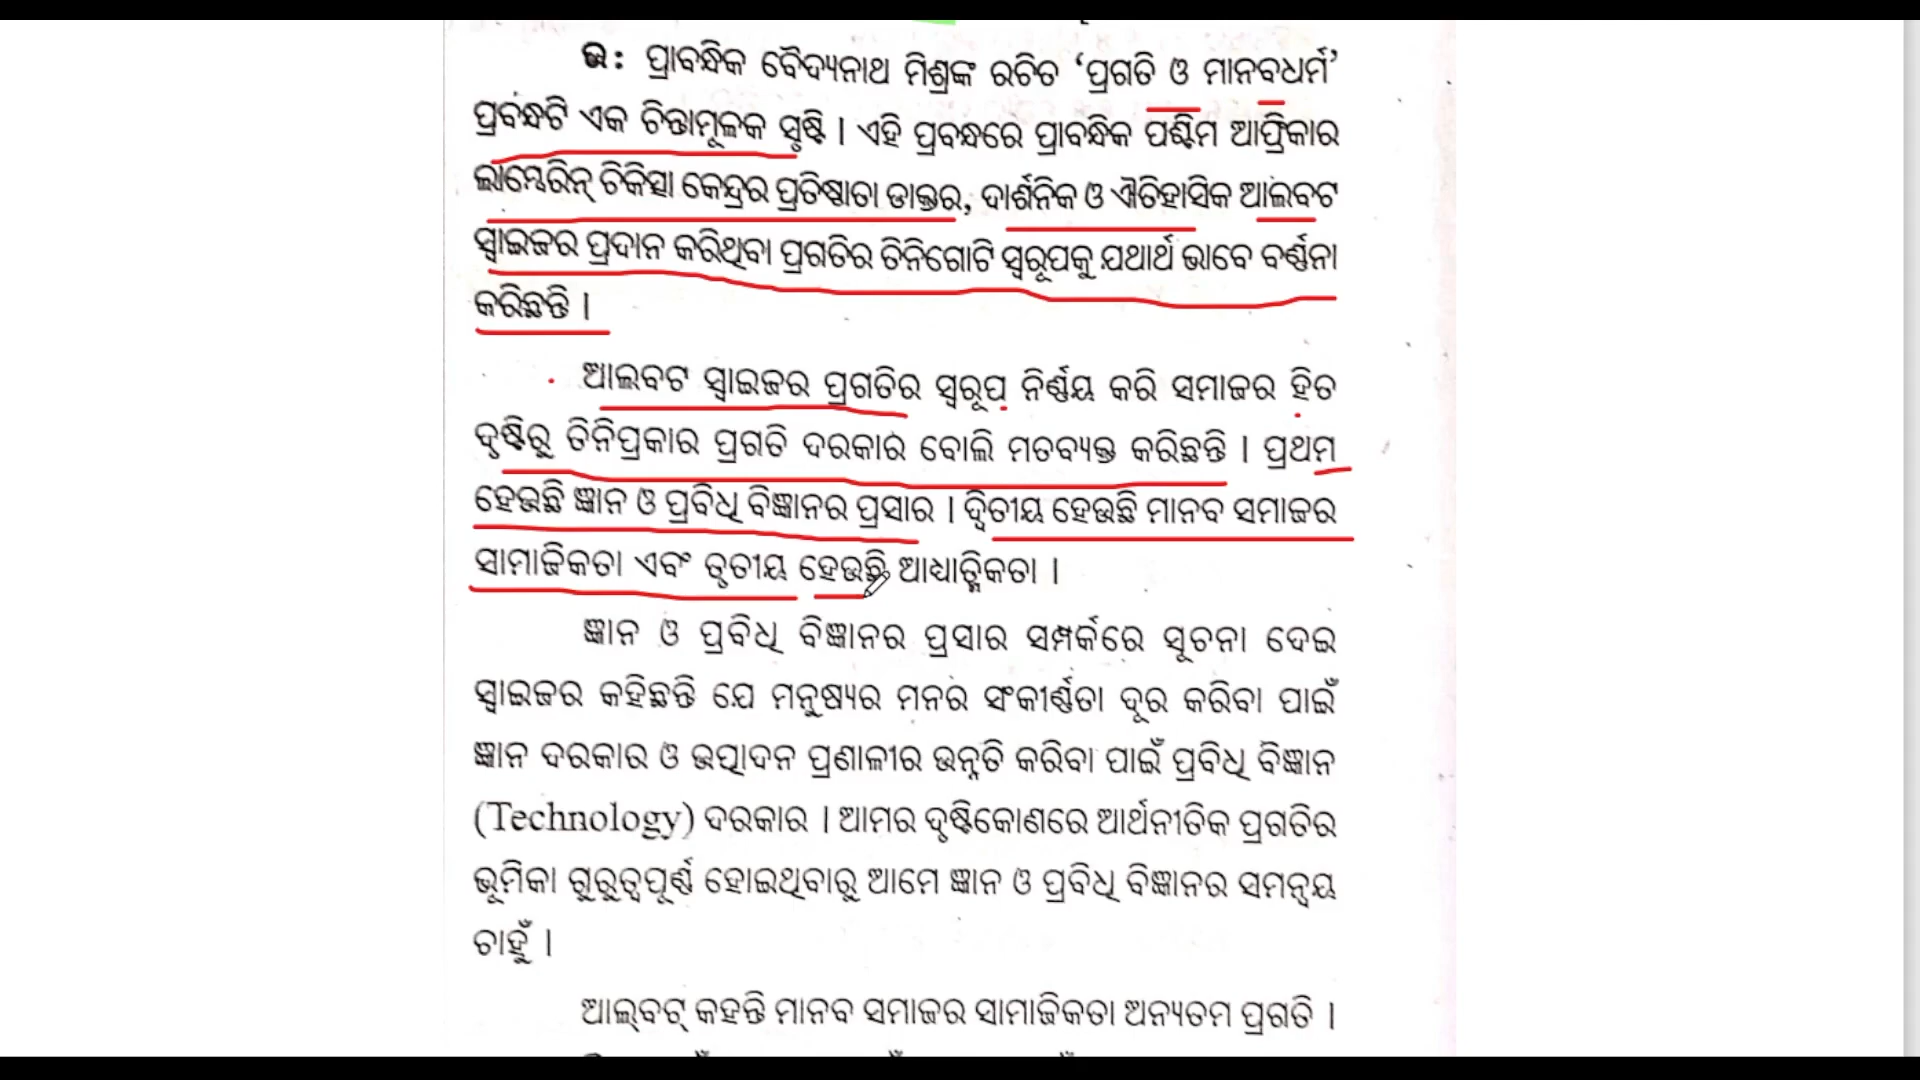 ଉ: ପ୍ରାବନ୍ଧିକ ବୈଦ୍ୟନାଥ ମିଶ୍ରଙ୍କ ରଚିତ ‘ପ୍ରଗତି ଓ ମାନବଧର୍ମ’
ପ୍ରବନ୍ଧଟି ଏକ ଚିନ୍ତାମୂଳକ ସୃଷ୍ଟି । ଏହି ପ୍ରବନ୍ଧରେ ପ୍ରାବନ୍ଧିକ ପଶ୍ଚିମ ଆଫ୍ରିକାର
ଲାମ୍ବେରିନ୍ ଚିକିତ୍ସା କେନ୍ଦ୍ରର ପ୍ରତିଷ୍ଠାତା ଡାକ୍ତର, ଦାର୍ଶନିକ ଓ ଐତିହାସିକ ଆଲବଟ
ସ୍ୱାଇଜର ପ୍ରଦାନ କରିଥିବା ପ୍ରଗତିର ତିନିଗୋଟି ସ୍ୱରୂପକୁ ଯଥାର୍ଥ ଭାବେ ବର୍ଣ୍ଣନା
କରିଛନ୍ତି ।
ଆଲବଟ ସ୍ୱାଇଜର ପ୍ରଗତିର ସ୍ୱରୂପ ନିର୍ଣ୍ଣୟ କରି ସମାଜର ହିତ
ଦୃଷ୍ଟିରୁ ତିନିପ୍ରକାର ପ୍ରଗତି ଦରକାର ବୋଲି ମତବ୍ୟକ୍ତ କରିଛନ୍ତି । ପ୍ରଥମ
ହେଉଛି ଜ୍ଞାନ ଓ ପ୍ରବିଧି ବିଜ୍ଞାନର ପ୍ରସାର । ଦ୍ୱିତୀୟ ହେଉଛି ମାନବ ସମାଜର
ସାମାଜିକତା ଏବଂ ତୃତୀୟ ହେଉଛି ଆଧ୍ୟାତ୍ମିକତା ।
ଜ୍ଞାନ ଓ ପ୍ରବିଧି ବିଜ୍ଞାନର ପ୍ରସାର ସମ୍ପର୍କରେ ସୂଚନା ଦେଇ
ସ୍ୱାଇଜର କହିଛନ୍ତି ଯେ ମନୁଷ୍ୟର ମନର ସଂକୀର୍ଣ୍ଣତା ଦୂର କରିବା ପାଇଁ
ଜ୍ଞାନ ଦରକାର ଓ ଉତ୍ପାଦନ ପ୍ରଣାଳୀର ଉନ୍ନତି କରିବା ପାଇଁ ପ୍ରବିଧି ବିଜ୍ଞାନ
(Technology) ଦରକାର । ଆମର ଦୃଷ୍ଟିକୋଣରେ ଆର୍ଥନୀତିକ ପ୍ରଗତିର
ଭୂମିକା ଗୁରୁତ୍ୱପୂର୍ଣ୍ଣ ହୋଇଥିବାରୁ ଆମେ ଜ୍ଞାନ ଓ ପ୍ରବିଧି ବିଜ୍ଞାନର ସମନ୍ୱୟ
ଚାହୁଁ ।
ଆଲ୍‌ବଟ୍ କହନ୍ତି ମାନବ ସମାଜର ସାମାଜିକତା ଅନ୍ୟତମ ପ୍ରଗତି ।